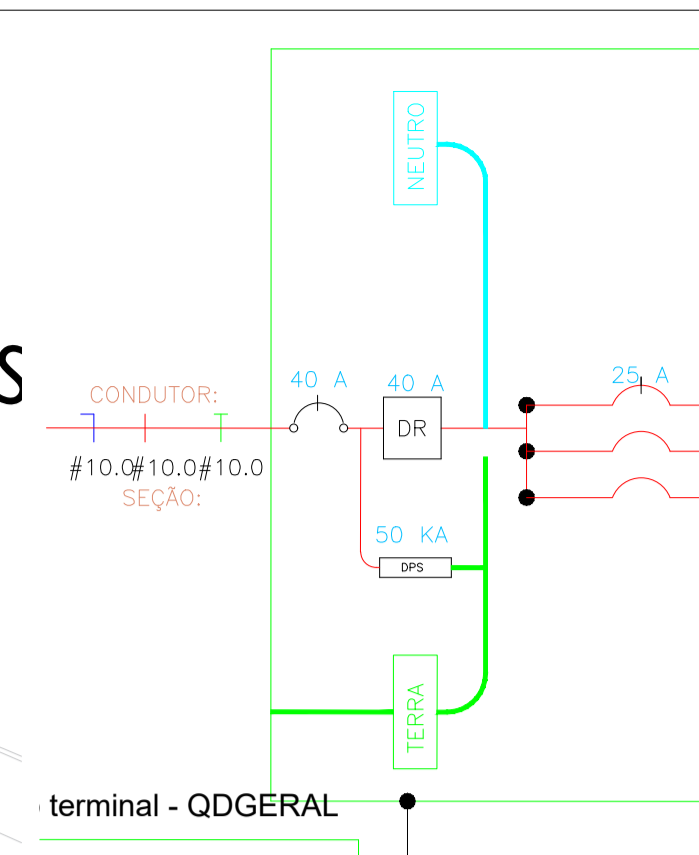 NEUTRO
S
CONDUTOR:
40 A
40 A
25 A
DR
#10.0#10.0#10.0
SEÇÃO:
50 KA
DPS
TERRA
terminal - QDGERAL